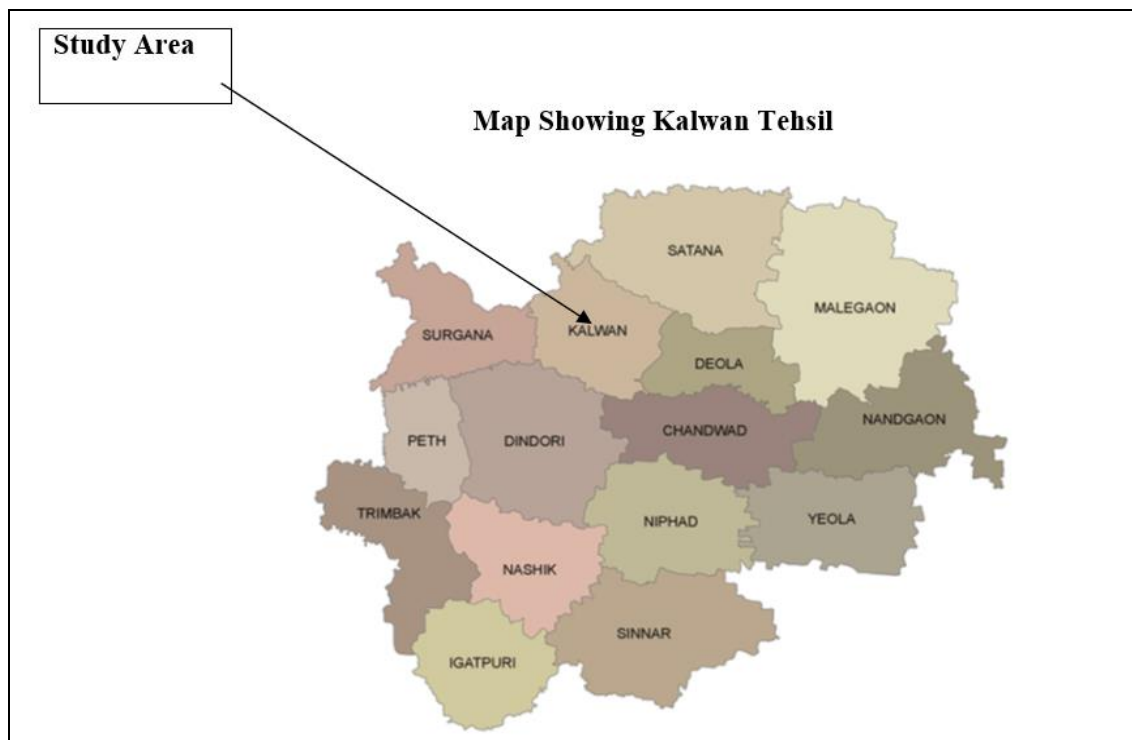 Study Area
Map Showing Kalwan Tehsil
SATANA
MALEGAON
KALWAN
SURGANA
DEOLA
NANDGAON
CHANDWAD
PETH
DINDORI
TRIMBAK
NIPHAD
YEOLA
NASHIK
SINNAR
IGATPURI